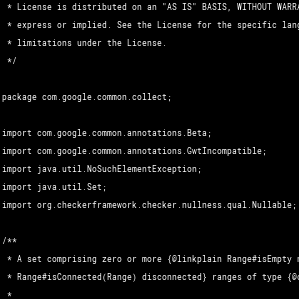 * License is distributed on an "AS IS" BASIS, WITHOUT
* express or implied. See the License for the specific
* limitations under the License.
*/
package com.google.common.collect;
import com.google.common.annotations.Beta;
import com.google.common.annotations.GwtIncompatible;
import java.util.NoSuchElementException;
import java.util.Set;
import org.checkerframework.checker.nullness.qual.Nullable;
/**
* A set comprising zero or more {@linkplain Range#isEmpty
* Range#isConnected(Range) disconnected} ranges of type
*